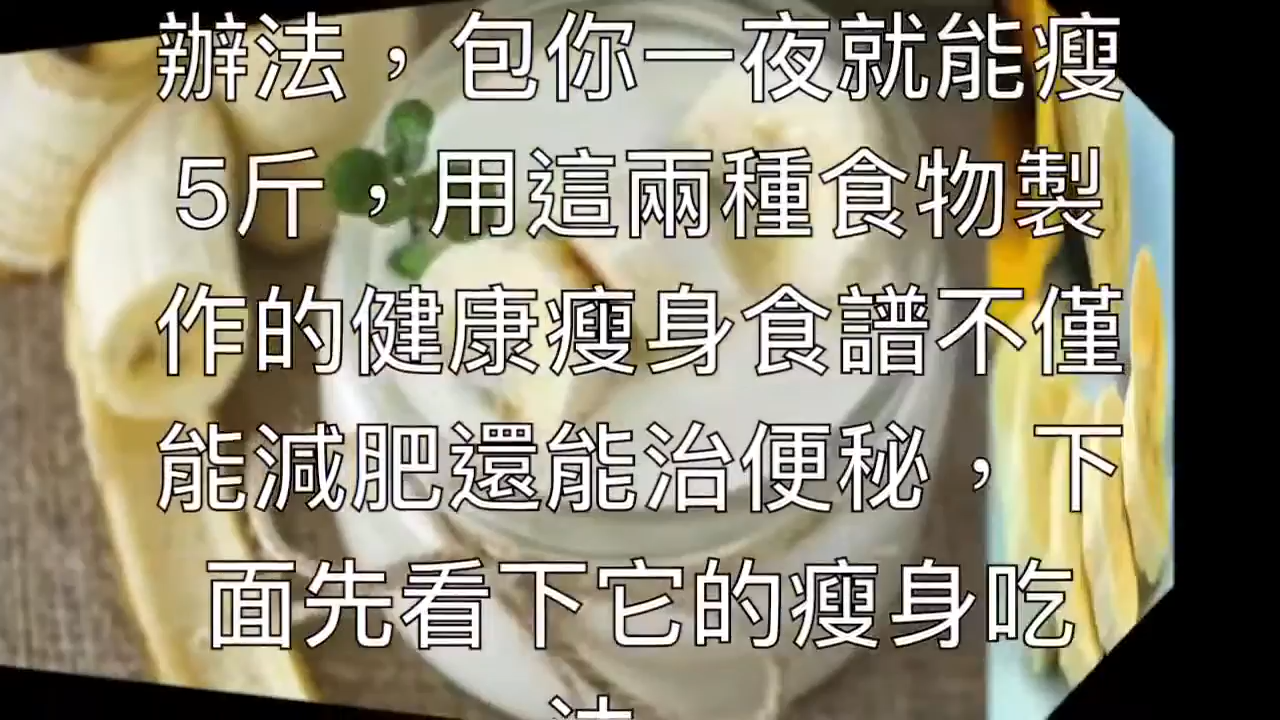 辦法，包你一夜就能瘦
5斤，用這兩種食物製
作的健康瘦身食譜不僅
能減肥還能治便秘，下
面先看下它的瘦身吃